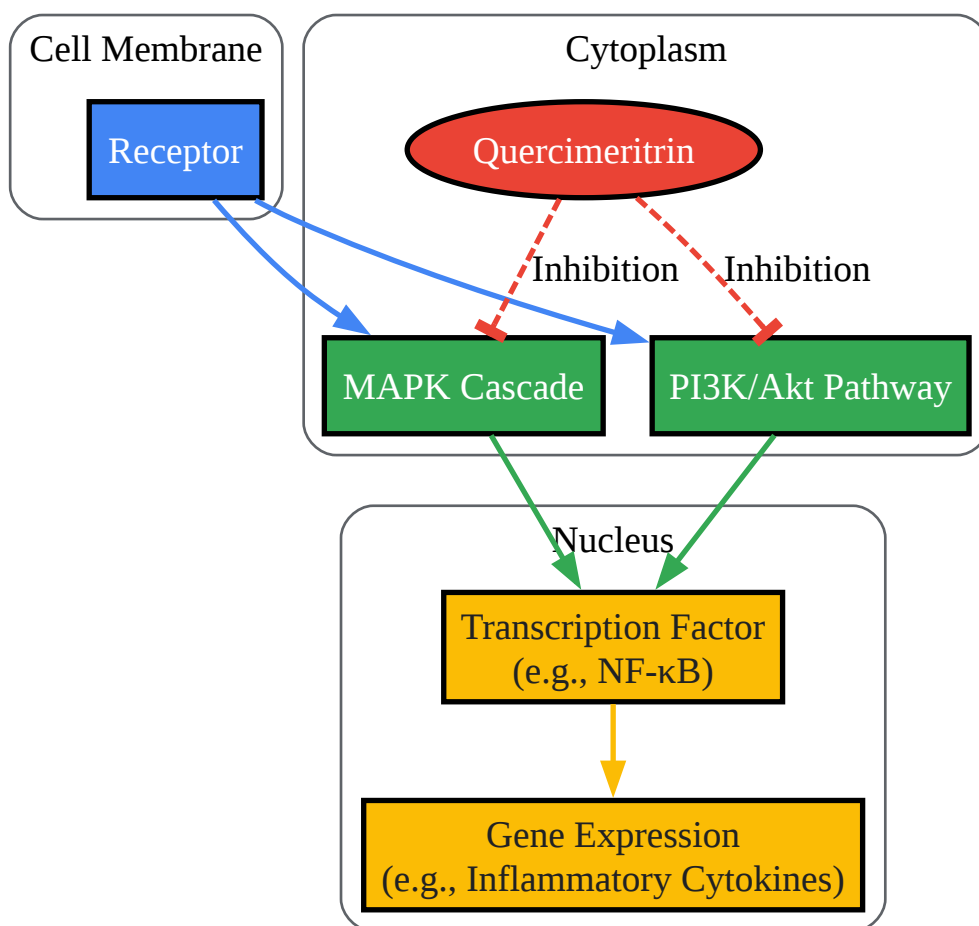 Cell Membrane
Cytoplasm
Receptor
Quercimeritrin
Inhibition
Inhibition
MAPK Cascade
PI3K/Akt Pathway
Nucleus
Transcription Factor
(e.g., NF-κB)
Gene Expression
(e.g., Inflammatory Cytokines)